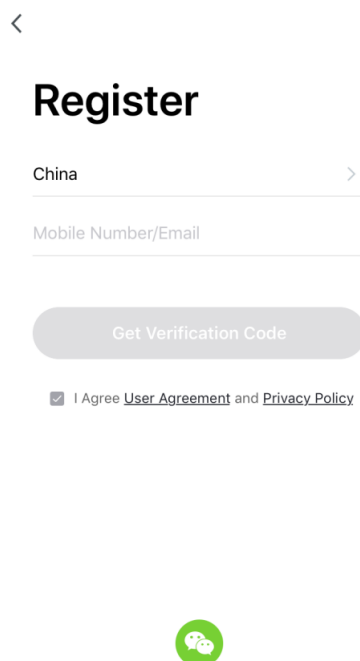 Register
China
Mobile Number/Email
Get Verification Code
I Agree User Agreement and Privacy Policy